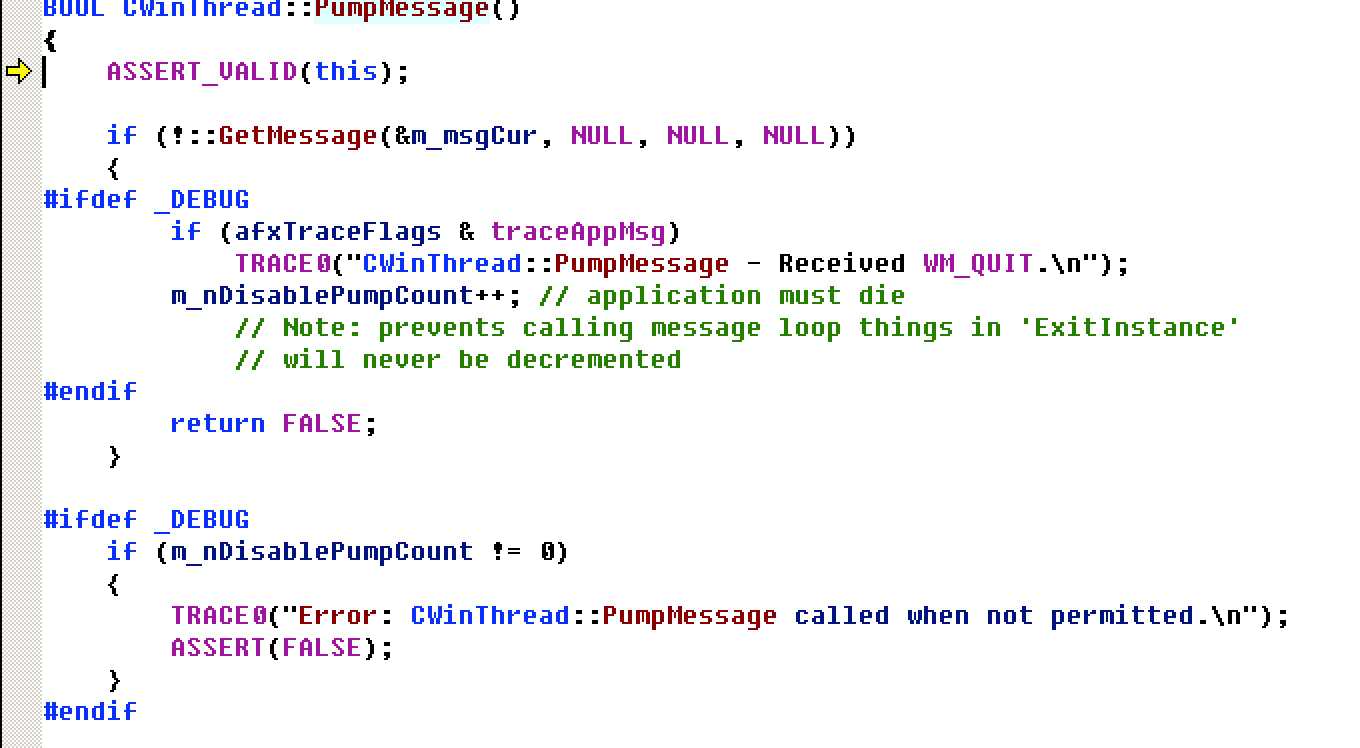 BOOL CWinThread::PumpMessage()
{
    ASSERT_VALID(this);

    if (!::GetMessage(&m_msgCur, NULL, NULL, NULL))
    {
#ifdef _DEBUG
        if (afxTraceFlags & traceAppMsg)
            TRACE0("CWinThread::PumpMessage - Received WM_QUIT.\n");
        m_nDisablePumpCount++; // application must die
            // Note: prevents calling message loop things in 'ExitInstance'
            // will never be decremented
#endif
        return FALSE;
    }

#ifdef _DEBUG
    if (m_nDisablePumpCount != 0)
    {
        TRACE0("Error: CWinThread::PumpMessage called when not permitted.\n");
        ASSERT(FALSE);
    }
#endif